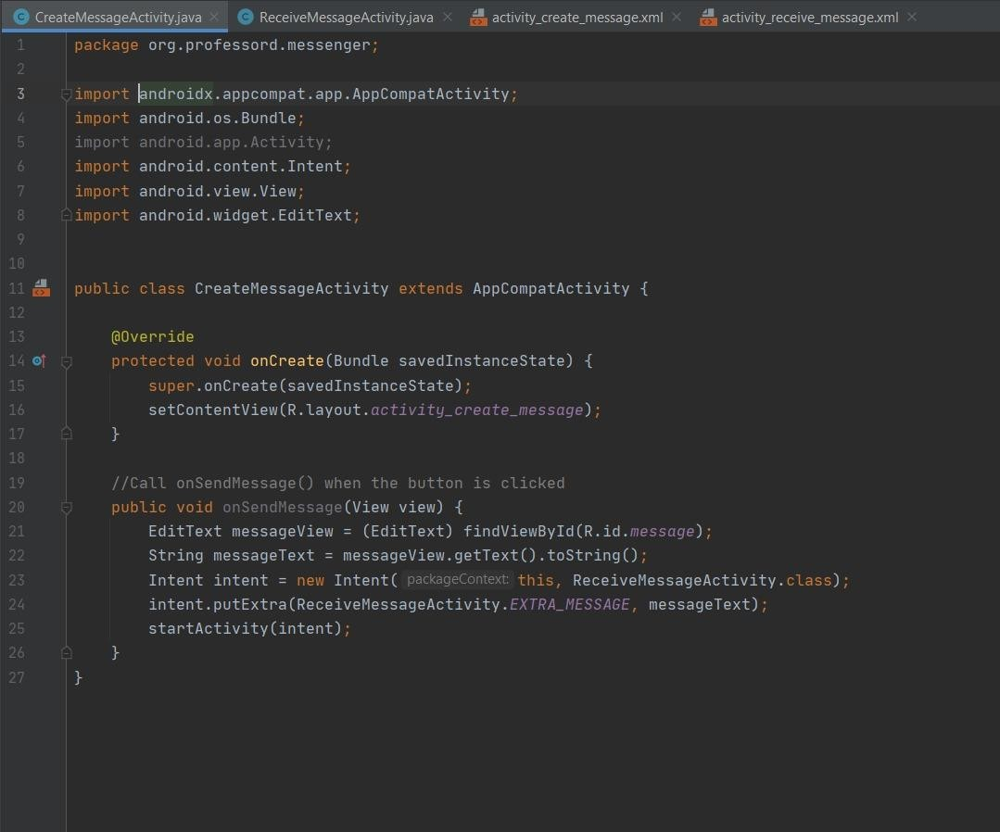 CreateMessageActivity.java ReceiveMessageActivity.java activity_create_message.xml activity_receive_message.xml
1 package org.professord.messenger;
2
3 import androidx.appcompat.app.AppCompatActivity;
4 import android.os.Bundle;
5 import android.app.Activity;
6 import android.content.Intent;
7 import android.view.View;
8 import android.widget.EditText;
9
10
11 public class CreateMessageActivity extends AppCompatActivity {
12
13 @Override
14 protected void onCreate(Bundle savedInstanceState) {
15 super.onCreate(savedInstanceState);
16 setContentView(R.layout.activity_create_message);
17 }
18
19 //Call onSendMessage() when the button is clicked
20 public void onSendMessage(View view) {
21 EditText messageView = (EditText) findViewById(R.id.message);
22 String messageText = messageView.getText().toString();
23 Intent intent = new Intent( packageContext: this, ReceiveMessageActivity.class);
24 intent.putExtra(ReceiveMessageActivity.EXTRA_MESSAGE, messageText);
25 startActivity(intent);
26 }
27 }